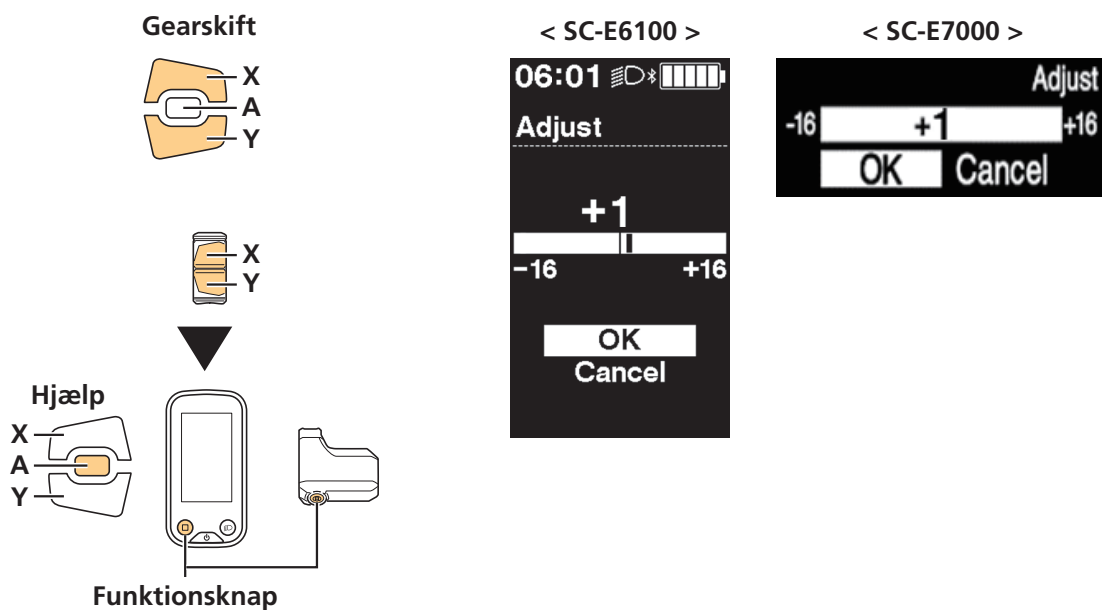 Gearskift
X
A
Y
X
Y
Hjælp
X
A
Y
Funktionsknap
< SC-E6100 >
06:01
Adjust
+1
-16 +16
OK
Cancel
< SC-E7000 >
Adjust
-16 +1 +16
OK Cancel